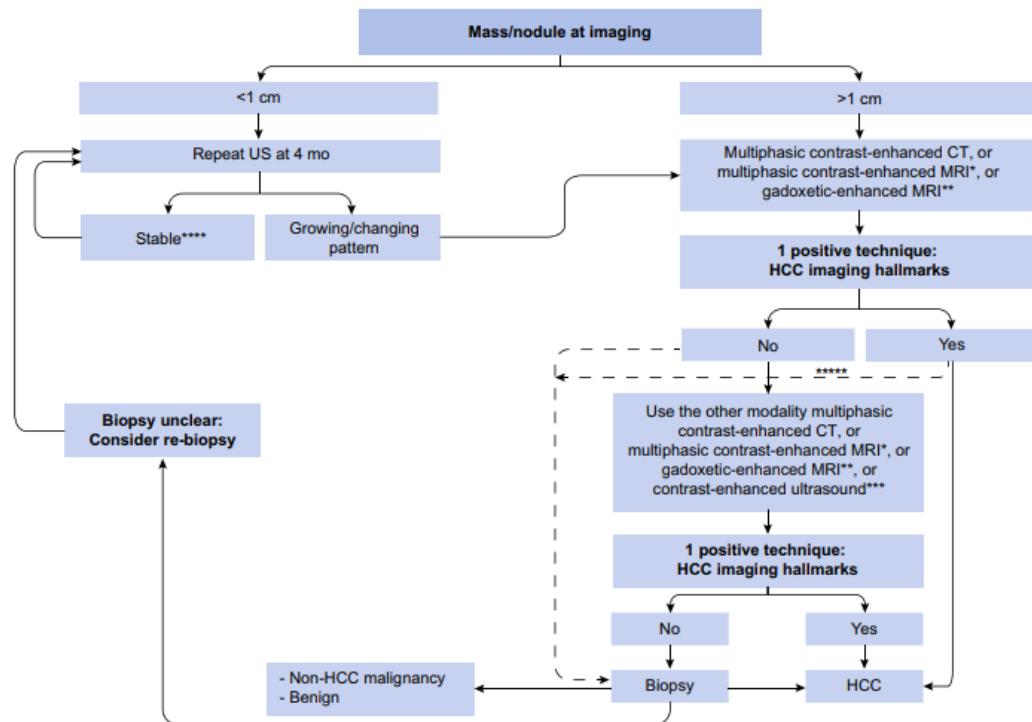 Mass/nodule at imaging
<1 cm
>1 cm
Repeat US at 4 mo
Multiphasic contrast-enhanced CT, or
multiphasic contrast-enhanced MRI*, or
gadoxetic-enhanced MRI**
Stable****
Growing/changing
pattern
1 positive technique:
HCC imaging hallmarks
No
Yes
*****
Use the other modality multiphasic
contrast-enhanced CT, or
multiphasic contrast-enhanced MRI*, or
gadoxetic-enhanced MRI**, or
contrast-enhanced ultrasound***
Biopsy unclear:
Consider re-biopsy
1 positive technique:
HCC imaging hallmarks
No
Yes
- Non-HCC malignancy
- Benign
Biopsy
HCC